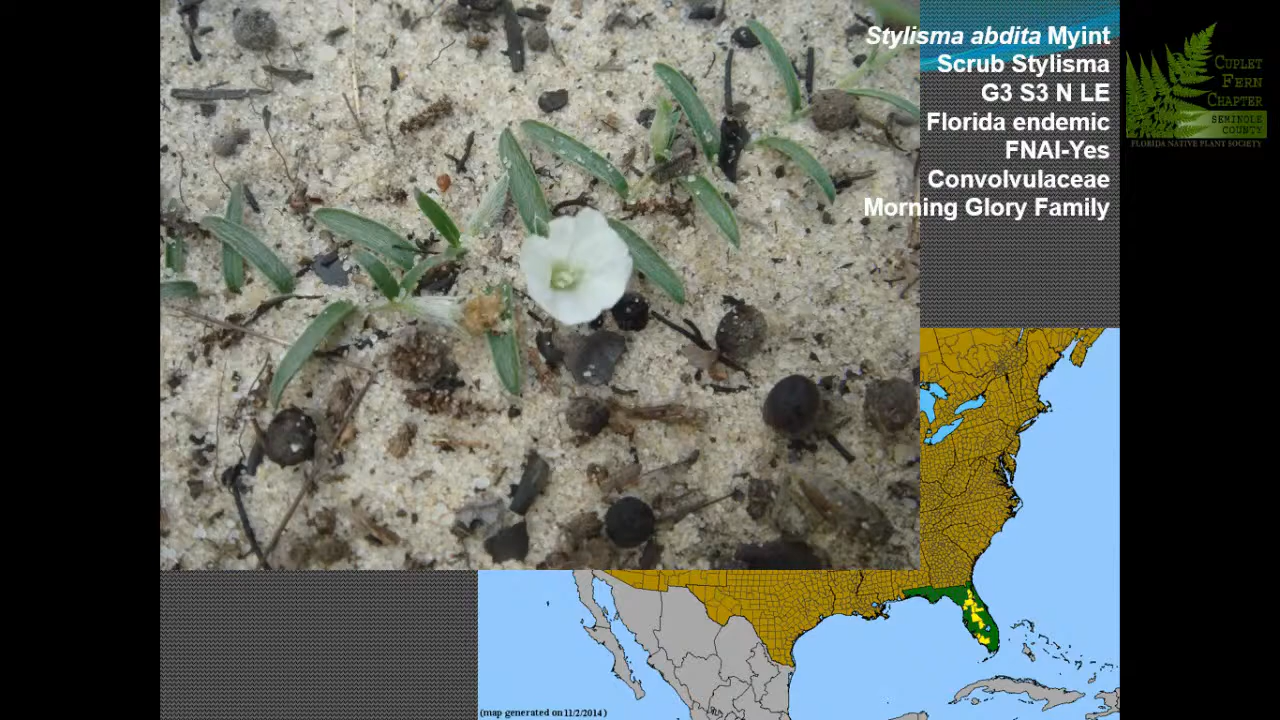 Stylisma abdita Myint
Scrub Stylisma
G3 S3 N LE
Florida endemic
FNAI-Yes
Convolvulaceae
Morning Glory Family
CUPLET
FERN
CHAPTER
SEMINOLE
COUNTY
FLORIDA NATIVE PLANT SOCIETY
(map generated on 11/2/2014)